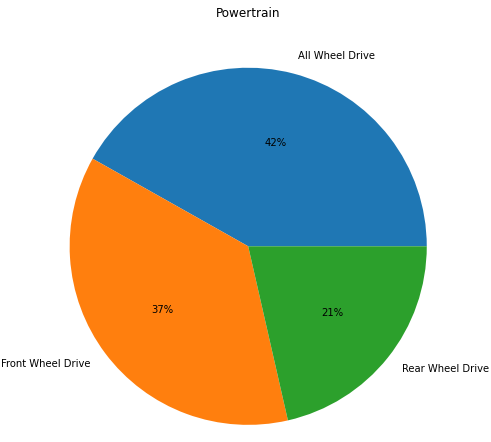 Powertrain
All Wheel Drive
42%
37%
21%
Front Wheel Drive
Rear Wheel Drive